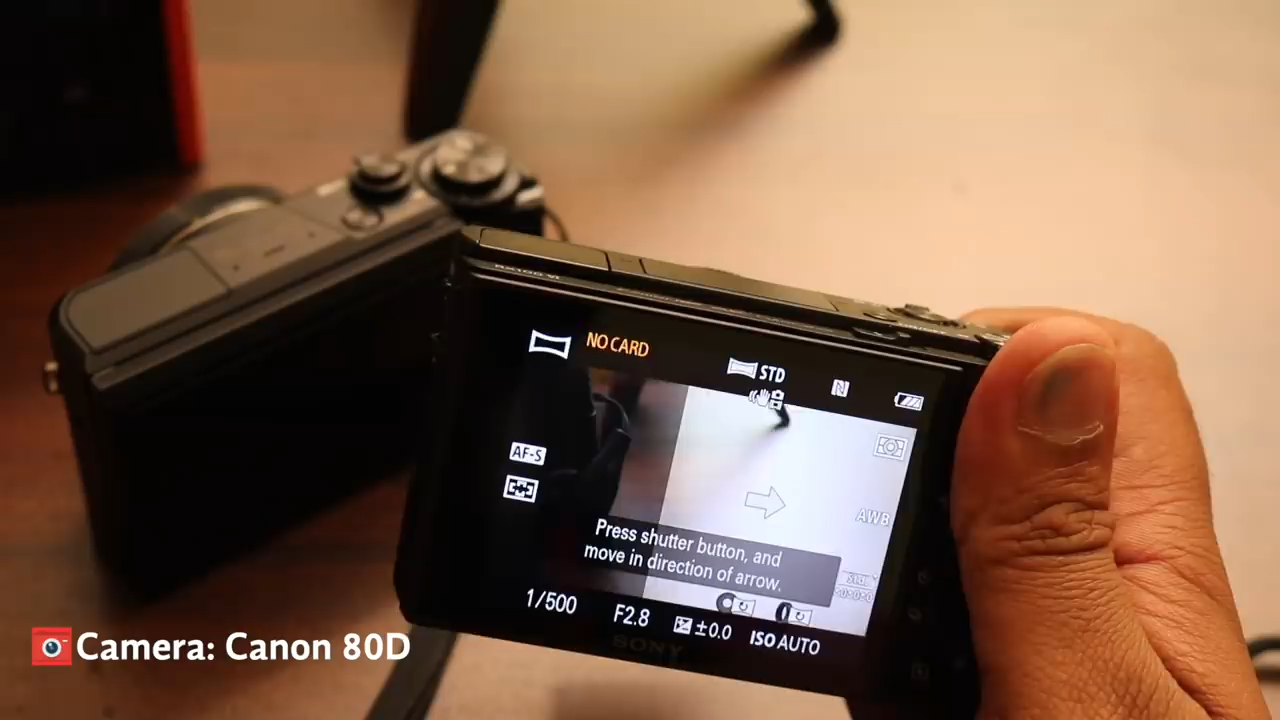 NO CARD
STD
AF-S
AWB
Press shutter button, and
move in direction of arrow.
1/500 F2.8 ±0.0 ISO AUTO
SONY
Camera: Canon 80D